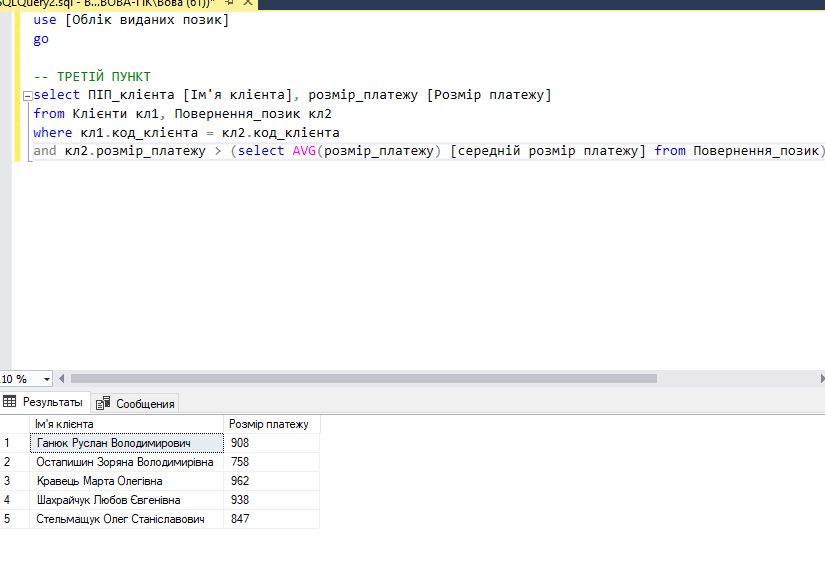 SQLQuery2.sql - B...BOBA-ПК\Вова (61))*
use [Облік виданих позик]
go
-- ТРЕТІЙ ПУНКТ
select ПІП_клієнта [Ім'я клієнта], розмір_платежу [Розмір платежу]
from Клієнти кл1, Повернення_позик кл2
where кл1.код_клієнта = кл2.код_клієнта
and кл2.розмір_платежу > (select AVG(розмір_платежу) [середній розмір платежу] from Повернення_позик)
10 %
Результаты Сообщения
Ім'я клієнта Розмір платежу
1 Ганюк Руслан Володимирович 908
2 Остапишин Зоряна Володимирівна 758
3 Кравець Марта Олегівна 962
4 Шахрайчук Любов Євгенівна 938
5 Стельмащук Олег Станіславович 847